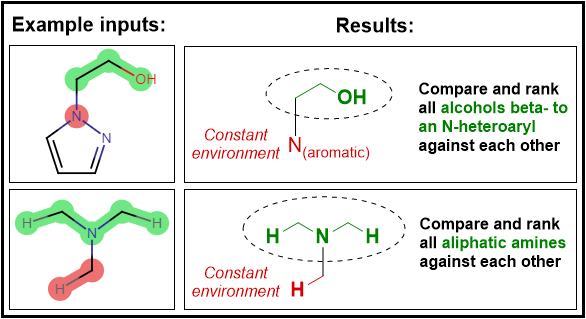 Example inputs:
Results:
OH
N
N
OH
Constant
environment
N(aromatic)
Compare and rank
all alcohols beta- to
an N-heteroaryl
against each other
H
H
N
H
H
N
H
Constant
environment
H
Compare and rank
all aliphatic amines
against each other